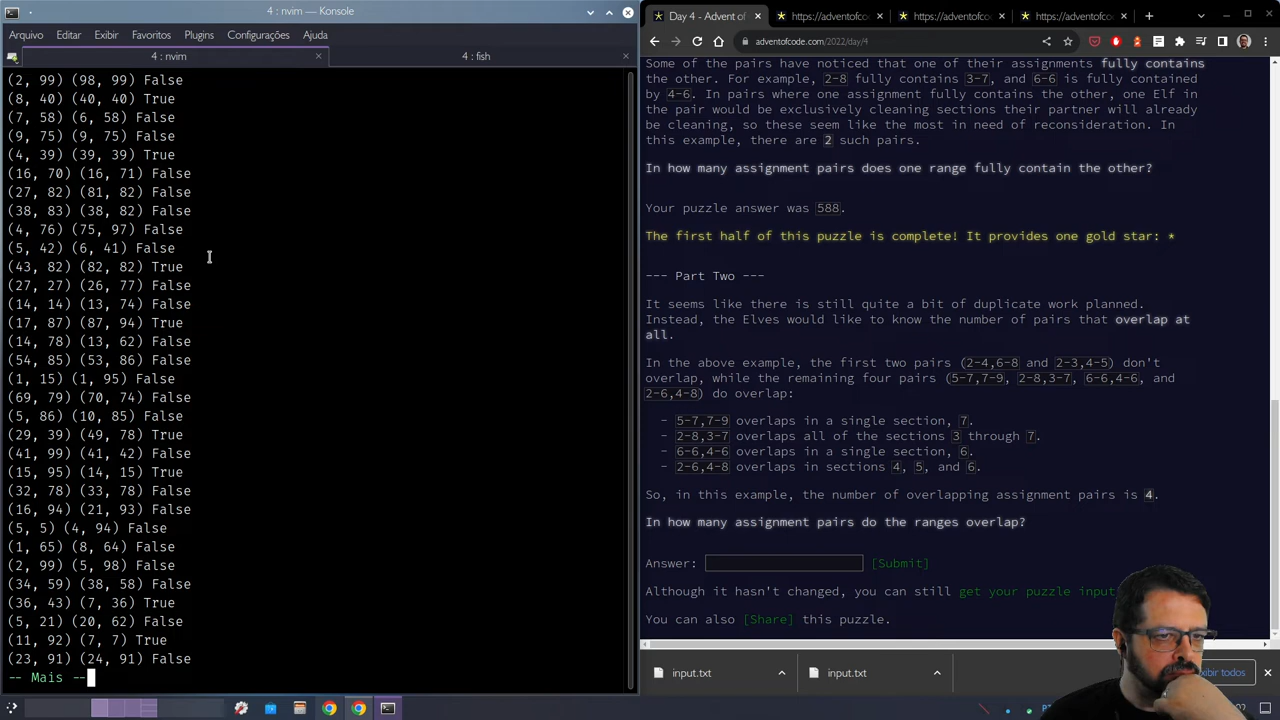 4 : nvim — Konsole
Arquivo Editar Exibir Favoritos Plugins Configurações Ajuda
4 : nvim
4 : fish
(2, 99) (98, 99) False
(8, 40) (40, 40) True
(7, 58) (6, 58) False
(9, 75) (9, 75) False
(4, 39) (39, 39) True
(16, 70) (16, 71) False
(27, 82) (81, 82) False
(38, 83) (38, 82) False
(4, 76) (75, 97) False
(5, 42) (6, 41) False
(43, 82) (82, 82) True
(27, 27) (26, 77) False
(14, 14) (13, 74) False
(17, 87) (87, 94) True
(14, 78) (13, 62) False
(54, 85) (53, 86) False
(1, 15) (1, 95) False
(69, 79) (70, 74) False
(5, 86) (10, 85) False
(29, 39) (49, 78) True
(41, 99) (41, 42) False
(15, 95) (14, 15) True
(32, 78) (33, 78) False
(16, 94) (21, 93) False
(5, 5) (4, 94) False
(1, 65) (8, 64) False
(2, 99) (5, 98) False
(34, 59) (38, 58) False
(36, 43) (7, 36) True
(5, 21) (20, 62) False
(11, 92) (7, 7) True
(23, 91) (24, 91) False
-- Mais --
Day 4 - Advent of
https://adventofcode
https://adventofcode
https://adventofcode
adventofcode.com/2022/day/4
Some of the pairs have noticed that one of their assignments fully contains
the other. For example, 2-8 fully contains 3-7, and 6-6 is fully contained
by 4-6. In pairs where one assignment fully contains the other, one Elf in
the pair would be exclusively cleaning sections their partner will already
be cleaning, so these seem like the most in need of reconsideration. In
this example, there are 2 such pairs.
In how many assignment pairs does one range fully contain the other?
Your puzzle answer was 588.
The first half of this puzzle is complete! It provides one gold star: *
--- Part Two ---
It seems like there is still quite a bit of duplicate work planned.
Instead, the Elves would like to know the number of pairs that overlap at
all.
In the above example, the first two pairs (2-4,6-8 and 2-3,4-5) don't
overlap, while the remaining four pairs (5-7,7-9, 2-8,3-7, 6-6,4-6, and
2-6,4-8) do overlap:
- 5-7,7-9 overlaps in a single section, 7.
- 2-8,3-7 overlaps all of the sections 3 through 7.
- 6-6,4-6 overlaps in a single section, 6.
- 2-6,4-8 overlaps in sections 4, 5, and 6.
So, in this example, the number of overlapping assignment pairs is 4.
In how many assignment pairs do the ranges overlap?
Answer: [Submit]
Although it hasn't changed, you can still get your puzzle input
You can also [Share] this puzzle.
input.txt
input.txt
xibir todos